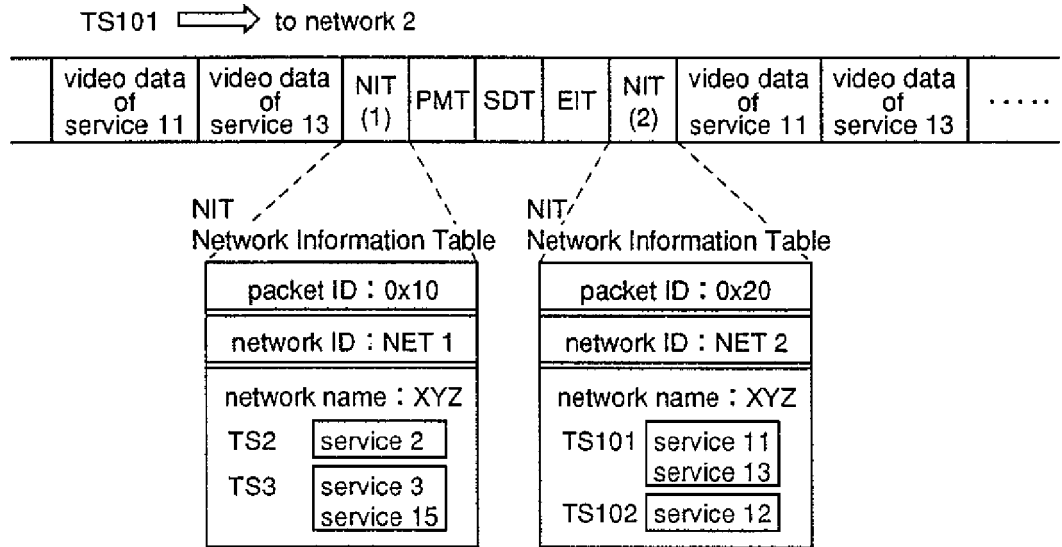 TS101 to network 2
video data of service 11
video data of service 13
NIT (1)
PMT
SDT
EIT
NIT (2)
video data of service 11
video data of service 13
.....
NIT
Network Information Table
packet ID : 0x10
network ID : NET 1
network name : XYZ
TS2 service 2
TS3 service 3
service 15
NIT
Network Information Table
packet ID : 0x20
network ID : NET 2
network name : XYZ
TS101 service 11
service 13
TS102 service 12